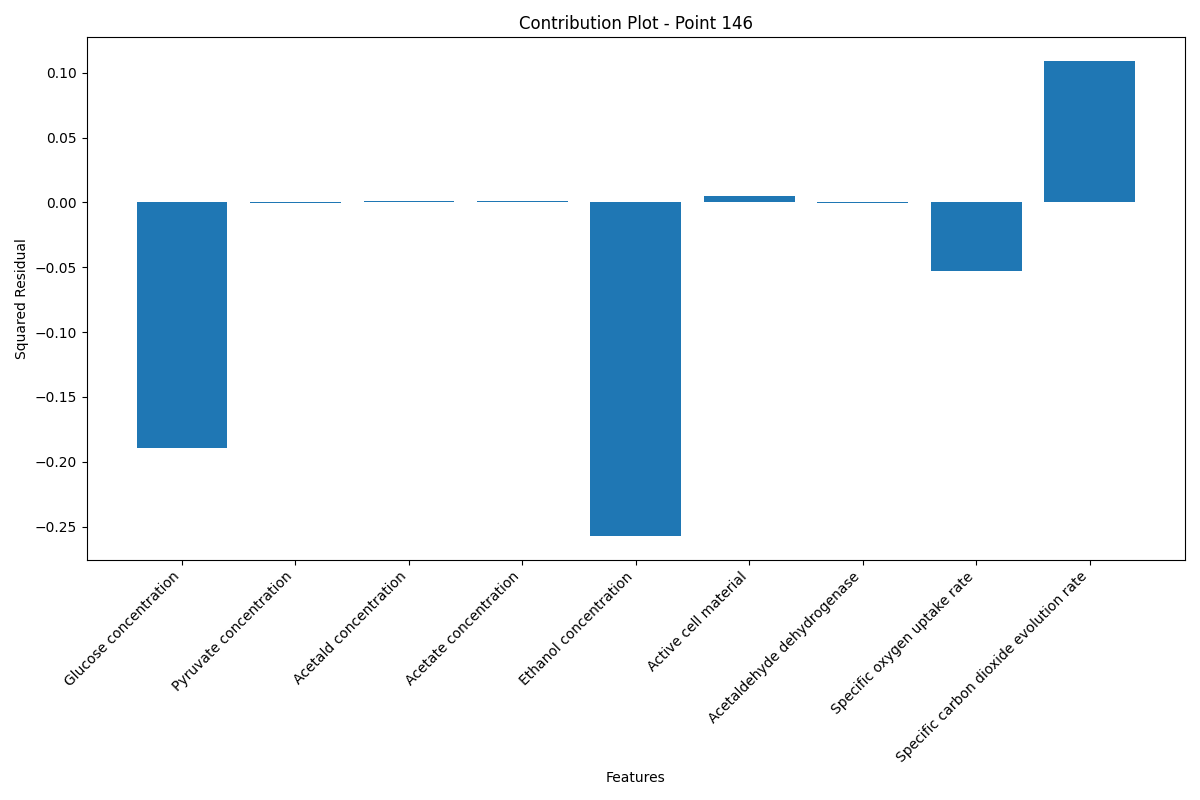 Contribution Plot - Point 146
0.10
0.05
0.00
−0.05
−0.10
−0.15
−0.20
−0.25
Squared Residual
Glucose concentration
Pyruvate concentration
Acetald concentration
Acetate concentration
Ethanol concentration
Active cell material
Acetaldehyde dehydrogenase
Specific oxygen uptake rate
Specific carbon dioxide evolution rate
Features